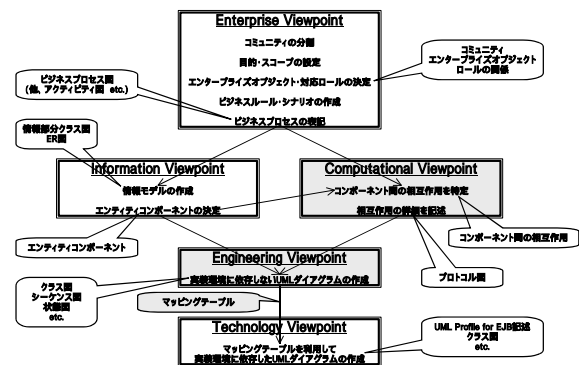 Enterprise Viewpoint
コミュニティの分割
目的・スコープの設定
エンタープライズオブジェクト・対応ロールの決定
ビジネスルール・シナリオの作成
ビジネスプロセスの表記
コミュニティ
エンタープライズオブジェクト
ロールの関係
ビジネスプロセス図
(他、アクティビティ図 etc.)
情報部分クラス図
ER図
Information Viewpoint
情報モデルの作成
エンティティコンポーネントの決定
Computational Viewpoint
コンポーネント間の相互作用を特定
相互作用の詳細を記述
エンティティコンポーネント
コンポーネント間の相互作用
Engineering Viewpoint
実装環境に依存しないUMLダイアグラムの作成
プロトコル図
クラス図
シーケンス図
状態図
etc.
マッピングテーブル
Technology Viewpoint
マッピングテーブルを利用して
実装環境に依存したUMLダイアグラムの作成
UML Profile for EJB記述
クラス図
etc.